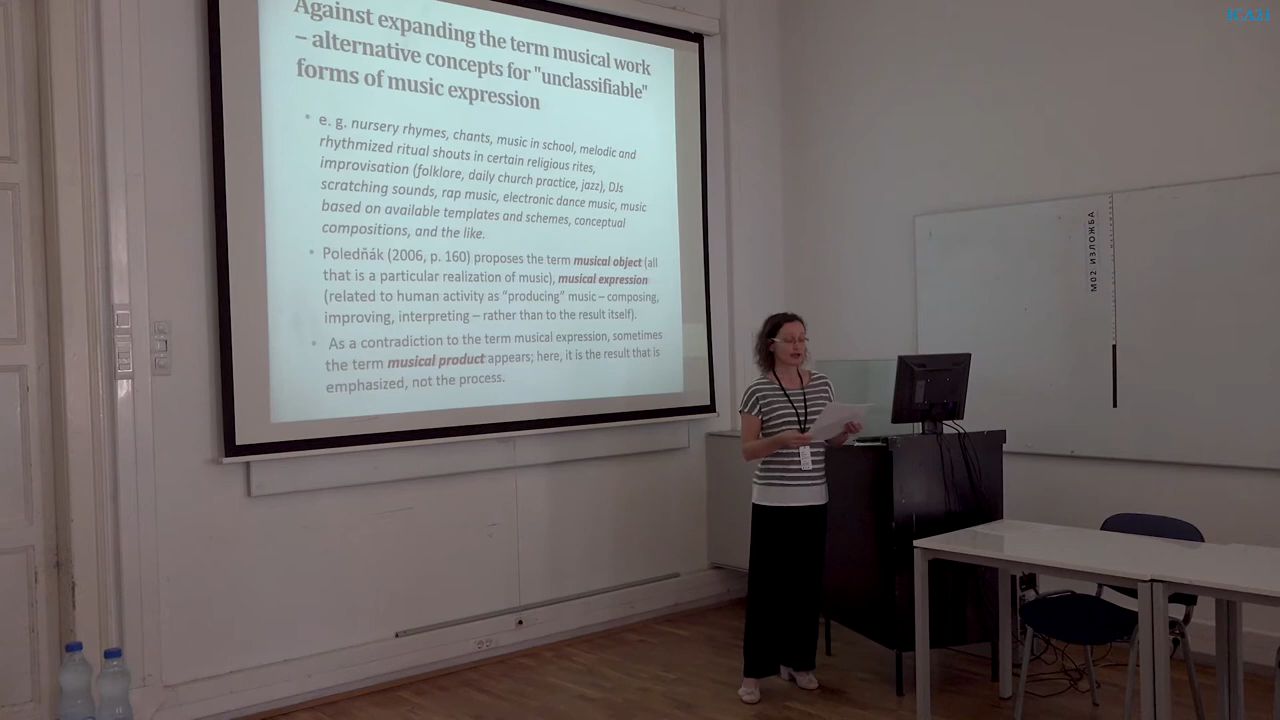 Against expanding the term musical work
– alternative concepts for "unclassifiable"
forms of music expression
• e. g. nursery rhymes, chants, music in school, melodic and
rhythmized ritual shouts in certain religious rites,
improvisation (folklore, daily church practice, jazz), DJs
scratching sounds, rap music, electronic dance music, music
based on available templates and schemes, conceptual
compositions, and the like.
• Poledňák (2006, p. 160) proposes the term musical object (all
that is a particular realization of music), musical expression
(related to human activity as “producing” music – composing,
improving, interpreting – rather than to the result itself).
• As a contradiction to the term musical expression, sometimes
the term musical product appears; here, it is the result that is
emphasized, not the process.
М02 ИЗЛОЖБА